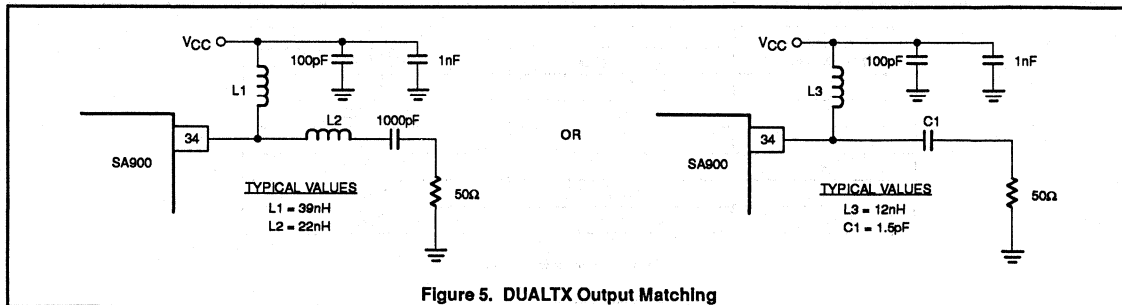 VCC
100pF
1nF
L1
L2
1000pF
34
SA900
50Ω
TYPICAL VALUES
L1 = 39nH
L2 = 22nH
OR
VCC
100pF
1nF
L3
C1
34
SA900
50Ω
TYPICAL VALUES
L3 = 12nH
C1 = 1.5pF
Figure 5. DUALTX Output Matching